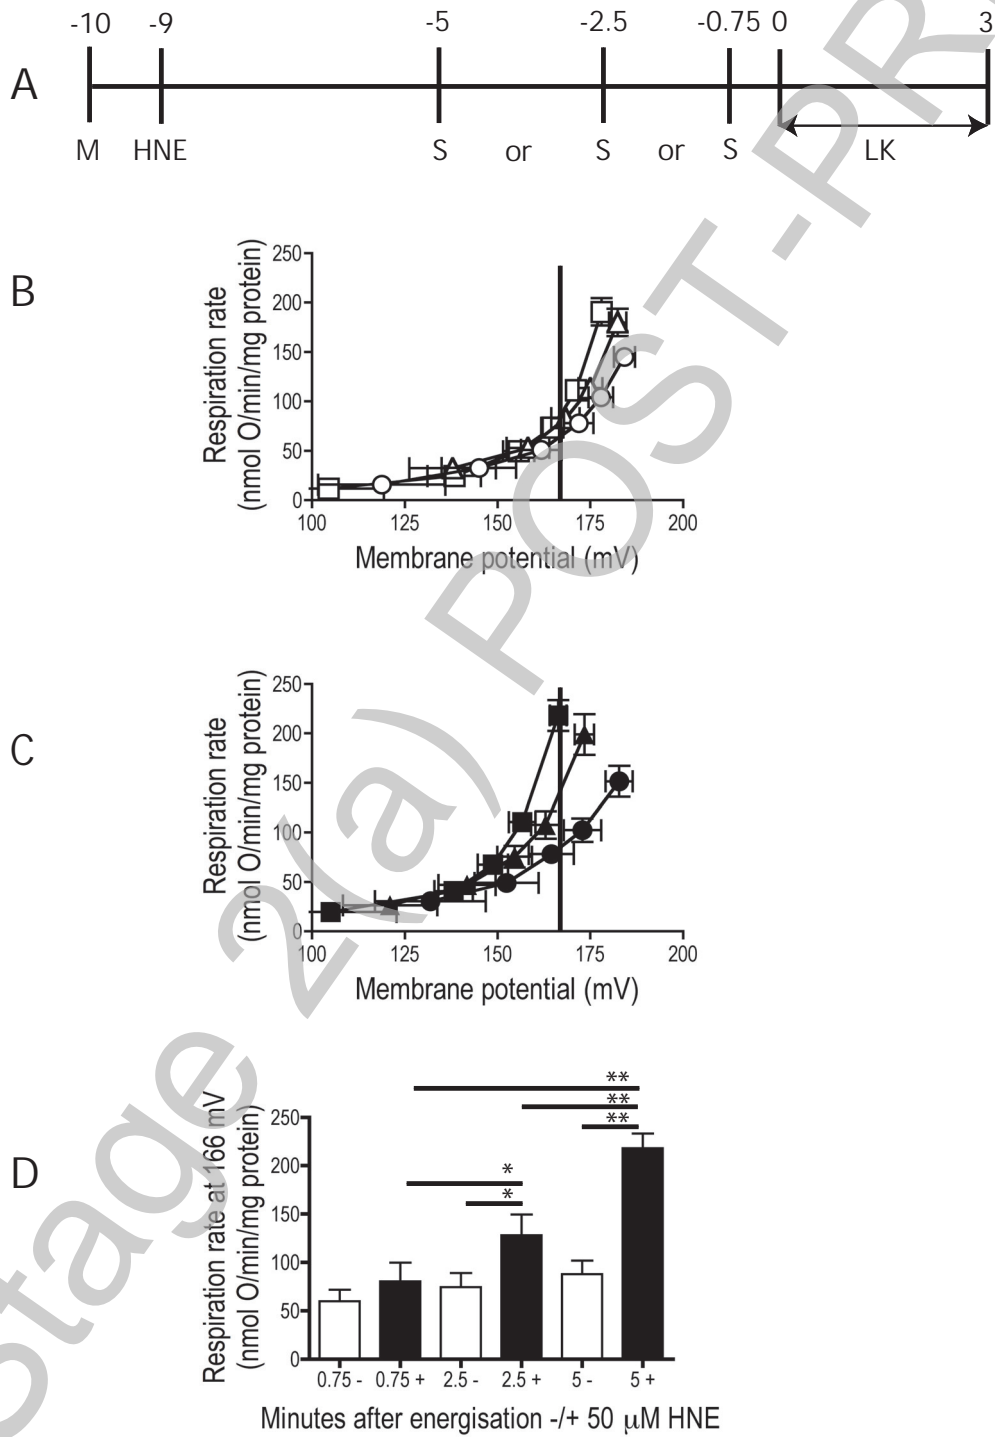 -10 -9 -5 -2.5 -0.75 0 3
A
M HNE S or S or S LK
B
Respiration rate
(nmol O/min/mg protein)
250
200
150
100
50
0
100 125 150 175 200
Membrane potential (mV)
C
Respiration rate
(nmol O/min/mg protein)
250
200
150
100
50
0
100 125 150 175 200
Membrane potential (mV)
D
Respiration rate at 166 mV
(nmol O/min/mg protein)
**
**
**
*
*
250
200
150
100
50
0
0.75 - 0.75 + 2.5 - 2.5 + 5 - 5 +
Minutes after energisation -/+ 50 μM HNE
Stage 2(a) POST-PR